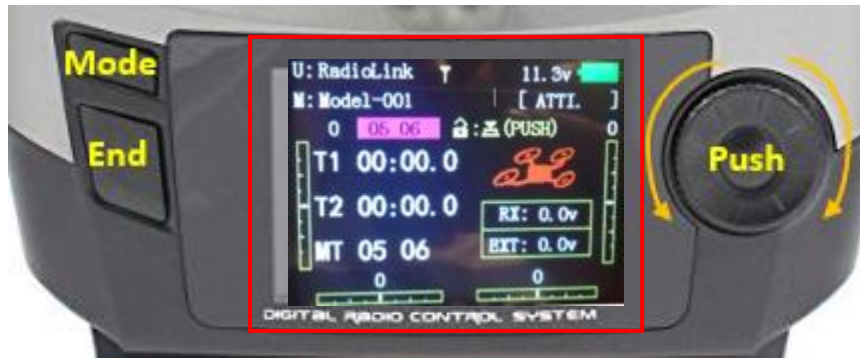 Mode
End
Push
U: RadioLink 11.3v
M: Model-001 [ ATTI. ]
0 05 06 : (PUSH) 0
T1 00:00.0
T2 00:00.0
RX: 0.0v
MT 05 06
EXT: 0.0v
0 0
DIGITAL RADIO CONTROL SYSTEM